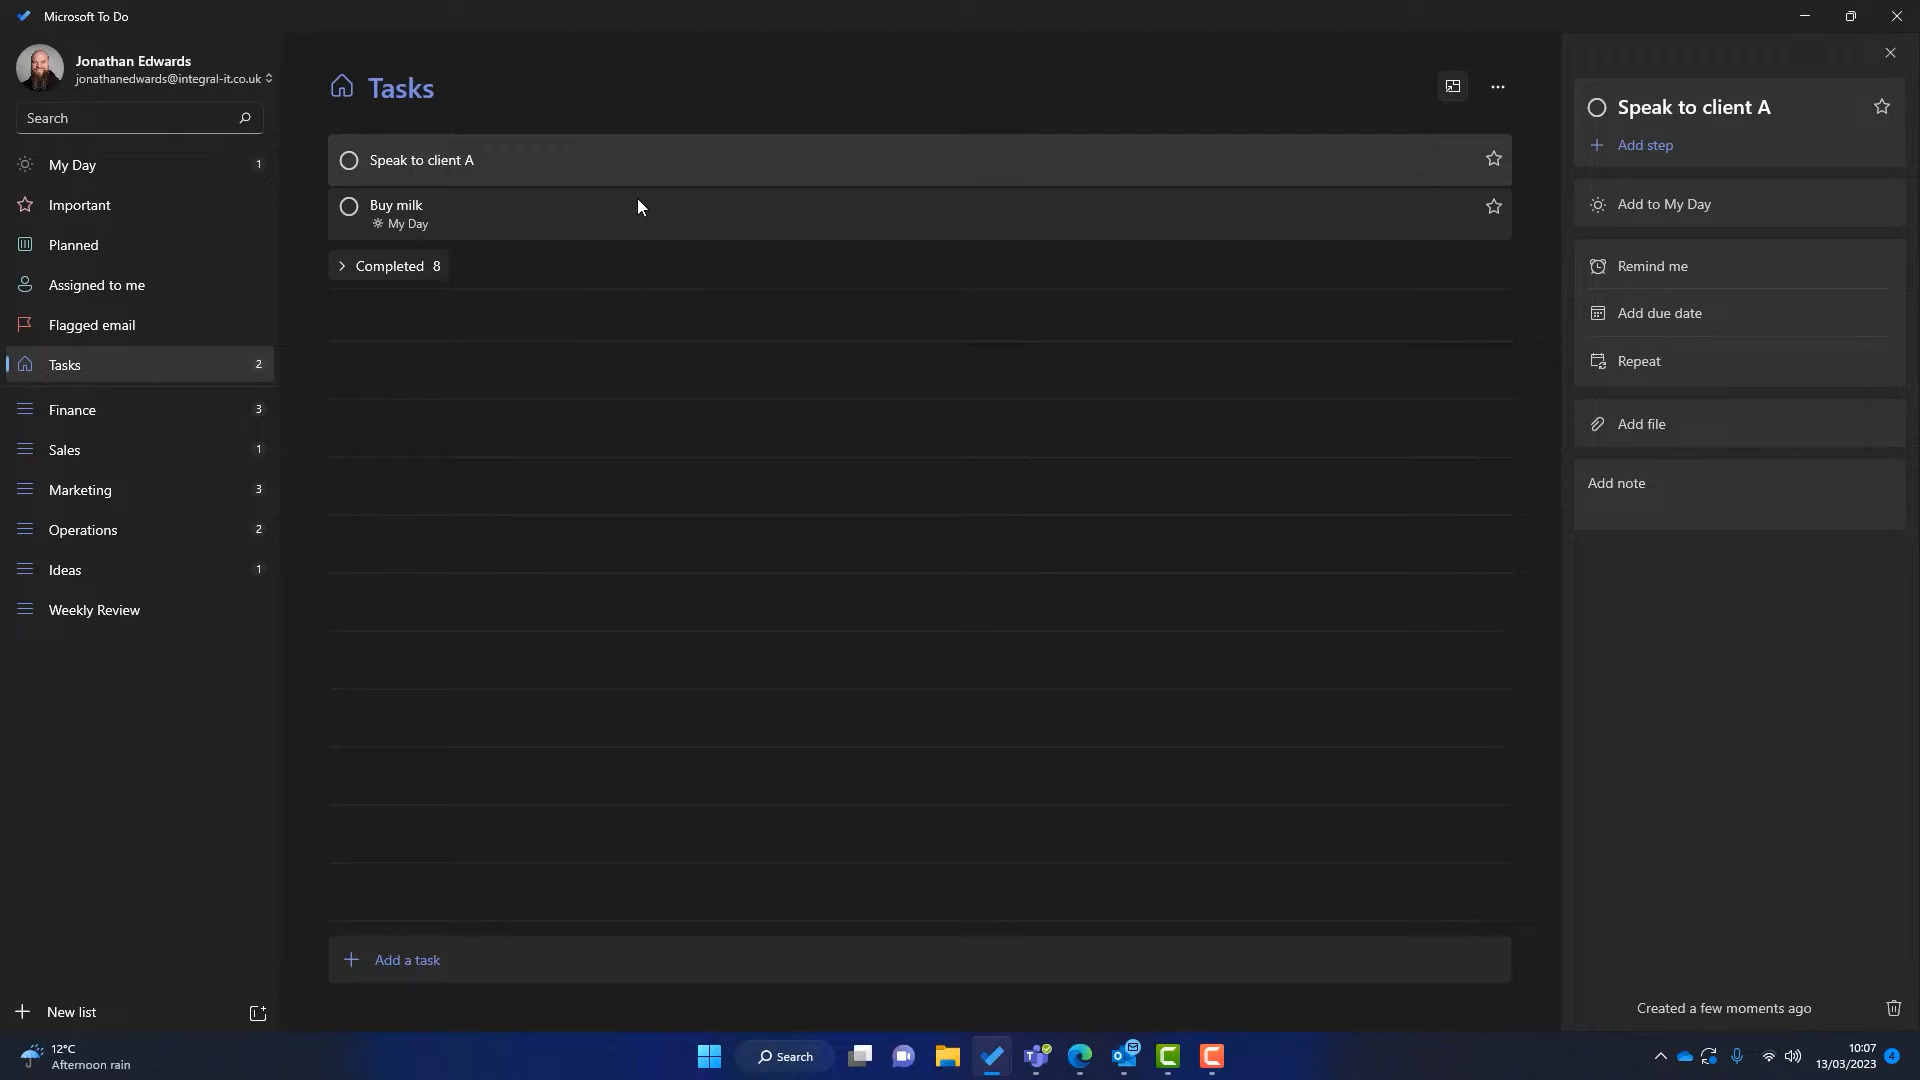 Microsoft To Do
Jonathan Edwards
jonathanedwards@integral-it.co.uk
Search
My Day 1
Important
Planned
Assigned to me
Flagged email
Tasks 2
Finance 3
Sales 1
Marketing 3
Operations 2
Ideas 1
Weekly Review
New list
Tasks
Speak to client A
Buy milk
My Day
Completed 8
Add a task
Speak to client A
Add step
Add to My Day
Remind me
Add due date
Repeat
Add file
Add note
Created a few moments ago
12°C
Afternoon rain
Search
10:07
13/03/2023
4